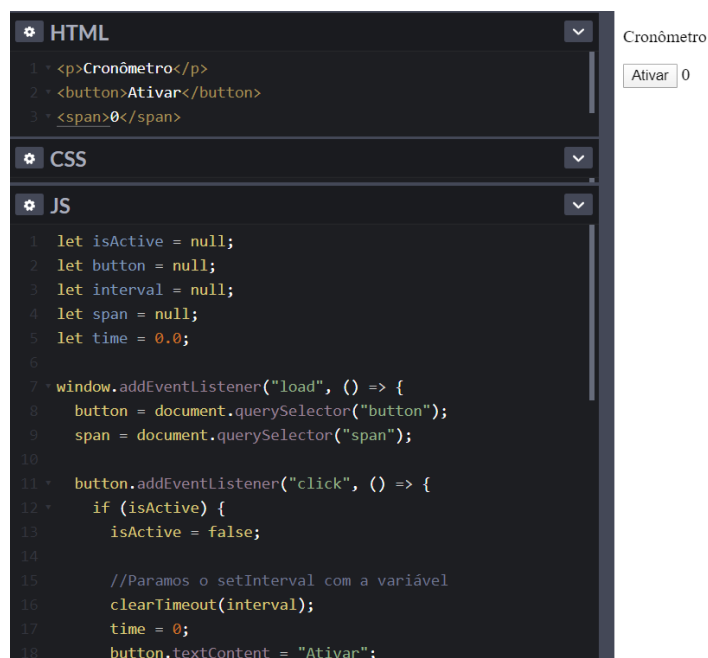 HTML
Cronômetro
1 <p>Cronômetro</p>
Ativar 0
2 <button>Ativar</button>
3 <span>0</span>
CSS
JS
1 let isActive = null;
2 let button = null;
3 let interval = null;
4 let span = null;
5 let time = 0.0;
6
7 window.addEventListener("load", () => {
8 button = document.querySelector("button");
9 span = document.querySelector("span");
10
11 button.addEventListener("click", () => {
12 if (isActive) {
13 isActive = false;
14
15 //Paramos o setInterval com a variável
16 clearTimeout(interval);
17 time = 0;
18 button.textContent = "Ativar";